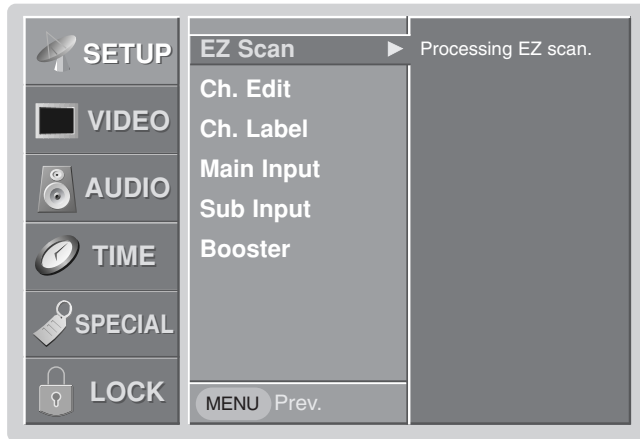 SETUP
VIDEO
AUDIO
TIME
SPECIAL
LOCK
EZ Scan
Ch. Edit
Ch. Label
Main Input
Sub Input
Booster
MENU Prev.
Processing EZ scan.